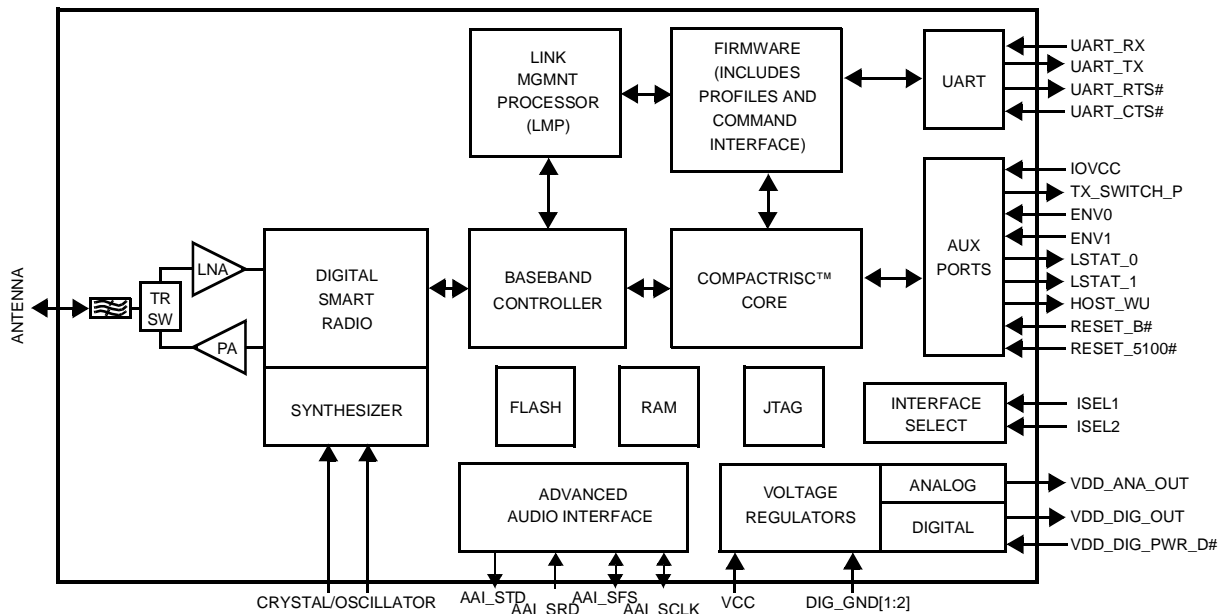 LINK
MGMNT
PROCESSOR
(LMP)
FIRMWARE
(INCLUDES
PROFILES AND
COMMAND
INTERFACE)
UART
UART_RX
UART_TX
UART_RTS#
UART_CTS#
ANTENNA
TR
SW
LNA
PA
DIGITAL
SMART
RADIO
SYNTHESIZER
BASEBAND
CONTROLLER
COMPACTRISC™
CORE
AUX
PORTS
IOVCC
TX_SWITCH_P
ENV0
ENV1
LSTAT_0
LSTAT_1
HOST_WU
RESET_B#
RESET_5100#
FLASH
RAM
JTAG
INTERFACE
SELECT
ISEL1
ISEL2
ADVANCED
AUDIO INTERFACE
VOLTAGE
REGULATORS
ANALOG
DIGITAL
VDD_ANA_OUT
VDD_DIG_OUT
VDD_DIG_PWR_D#
CRYSTAL/OSCILLATOR
AAI_STD
AAI_SRD
AAI_SFS
AAI_SCLK
VCC
DIG_GND[1:2]